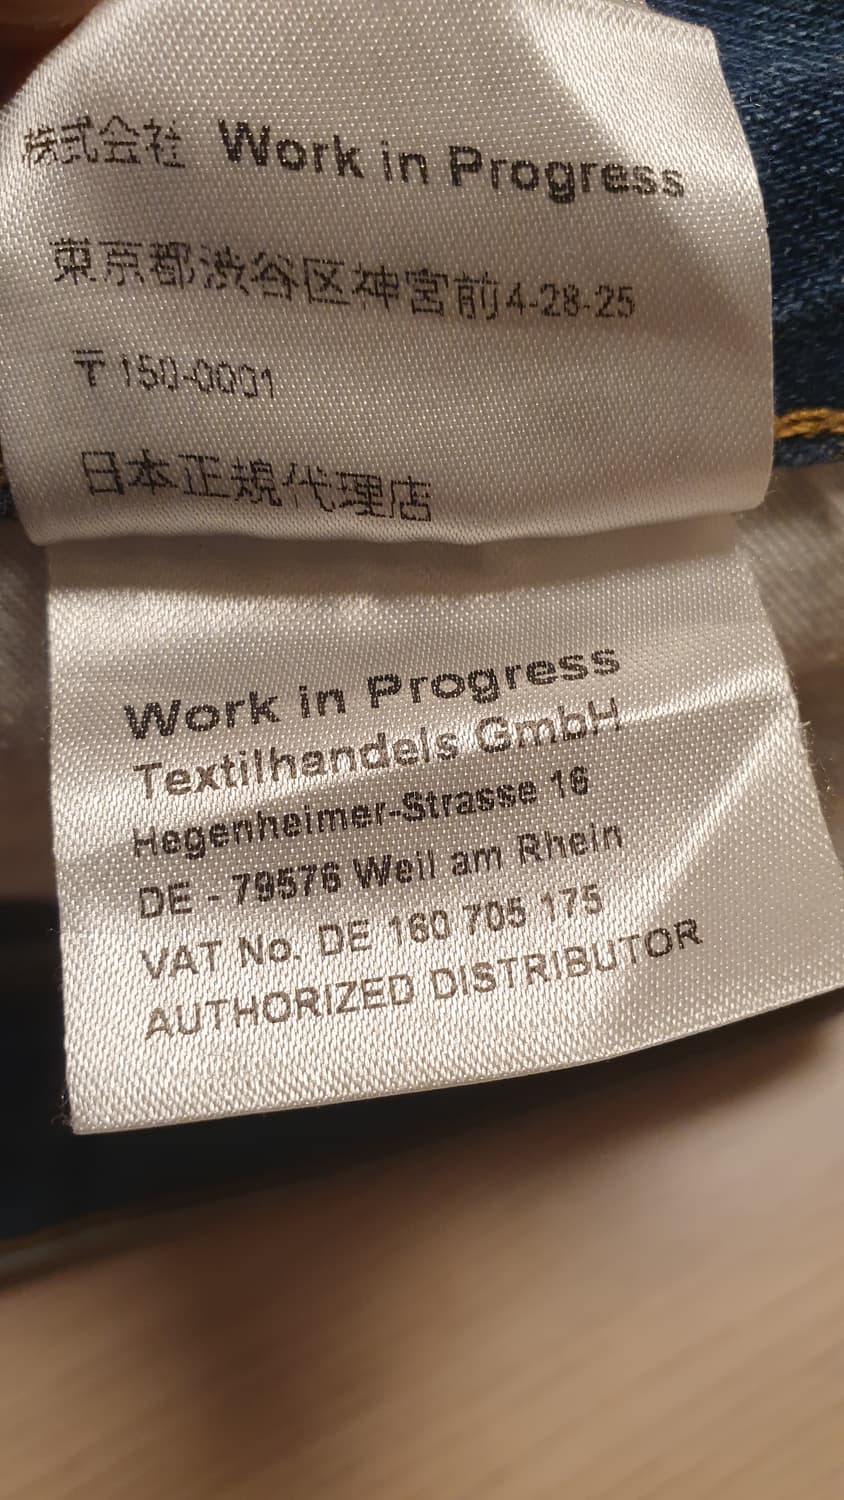 株式会社 Work in Progress
東京都渋谷区神宮前4-28-25
〒150-0001
日本正規代理店
Work in Progress
Textilhandels GmbH
Hegenheimer-Strasse 16
DE - 79576 Weil am Rhein
VAT No. DE 160 705 175
AUTHORIZED DISTRIBUTOR